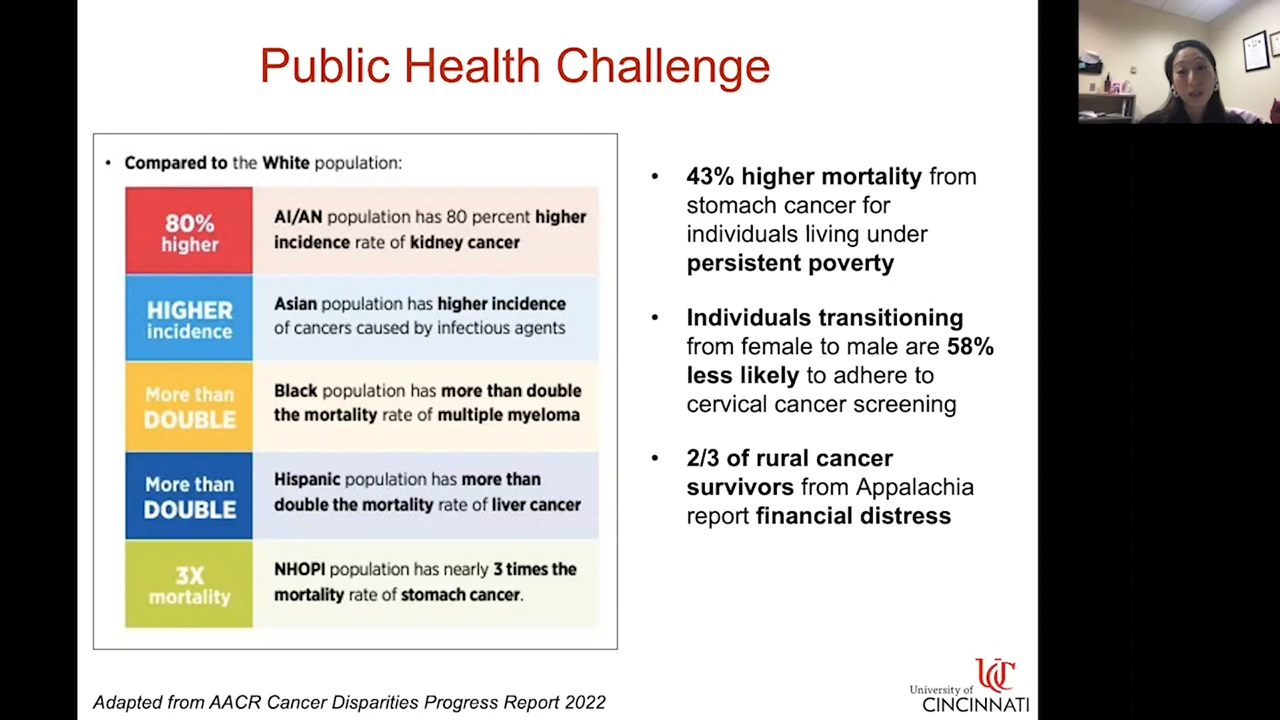 Public Health Challenge
• Compared to the White population:
80%
higher
AI/AN population has 80 percent higher
incidence rate of kidney cancer
HIGHER
incidence
Asian population has higher incidence
of cancers caused by infectious agents
More than
DOUBLE
Black population has more than double
the mortality rate of multiple myeloma
More than
DOUBLE
Hispanic population has more than
double the mortality rate of liver cancer
3X
mortality
NHOPI population has nearly 3 times the
mortality rate of stomach cancer.
• 43% higher mortality from
stomach cancer for
individuals living under
persistent poverty
• Individuals transitioning
from female to male are 58%
less likely to adhere to
cervical cancer screening
• 2/3 of rural cancer
survivors from Appalachia
report financial distress
Adapted from AACR Cancer Disparities Progress Report 2022
UC
University of
CINCINNATI